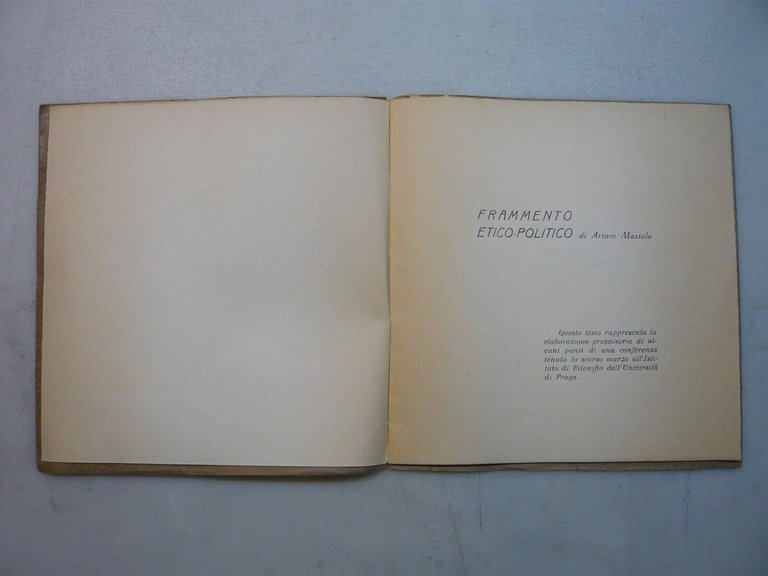 FRAMMENTO
ETICO-POLITICO di Arturo Massolo
Questo testo rappresenta la
elaborazione provvisoria di al-
cuni punti di una conferenza
tenuta lo scorso marzo all'Isti-
tuto di Filosofia dell'Università
di Praga.